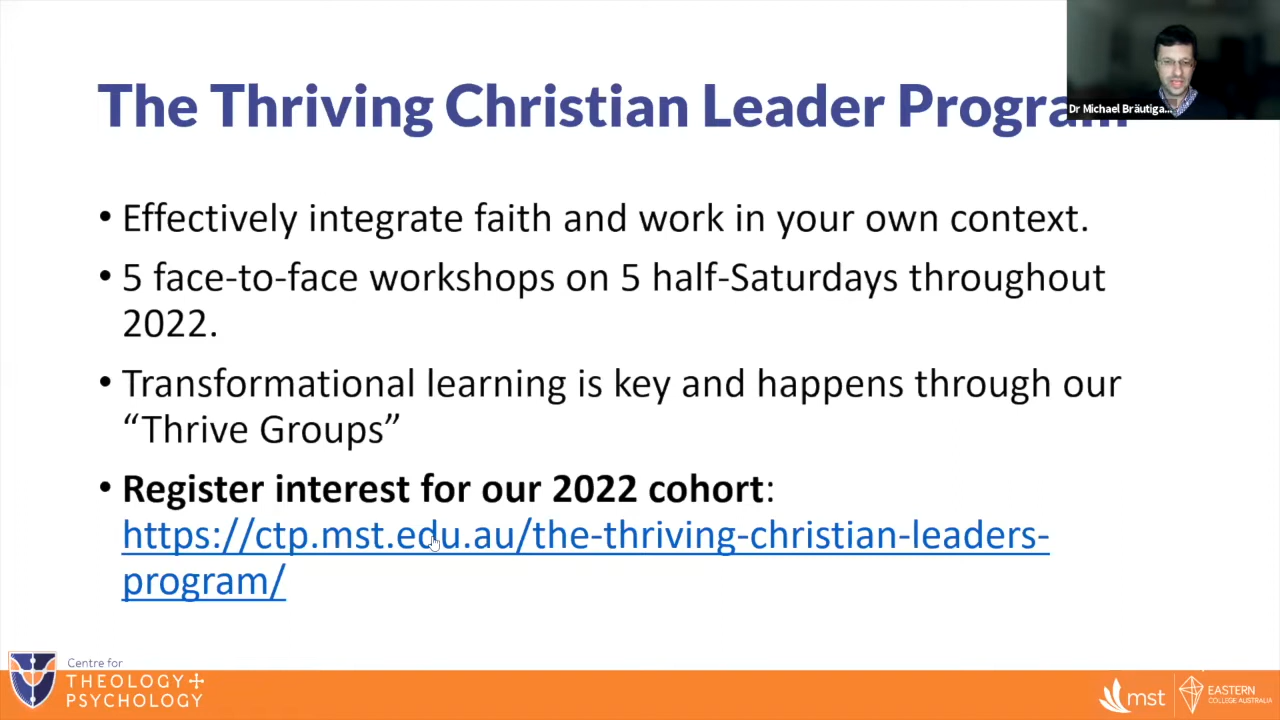 The Thriving Christian Leader Program
Dr Michael Bräutiga...
• Effectively integrate faith and work in your own context.
• 5 face-to-face workshops on 5 half-Saturdays throughout
2022.
• Transformational learning is key and happens through our
“Thrive Groups”
• Register interest for our 2022 cohort:
https://ctp.mst.edu.au/the-thriving-christian-leaders-
program/
Centre for
THEOLOGY+
PSYCHOLOGY
mst
EASTERN
COLLEGE AUSTRALIA